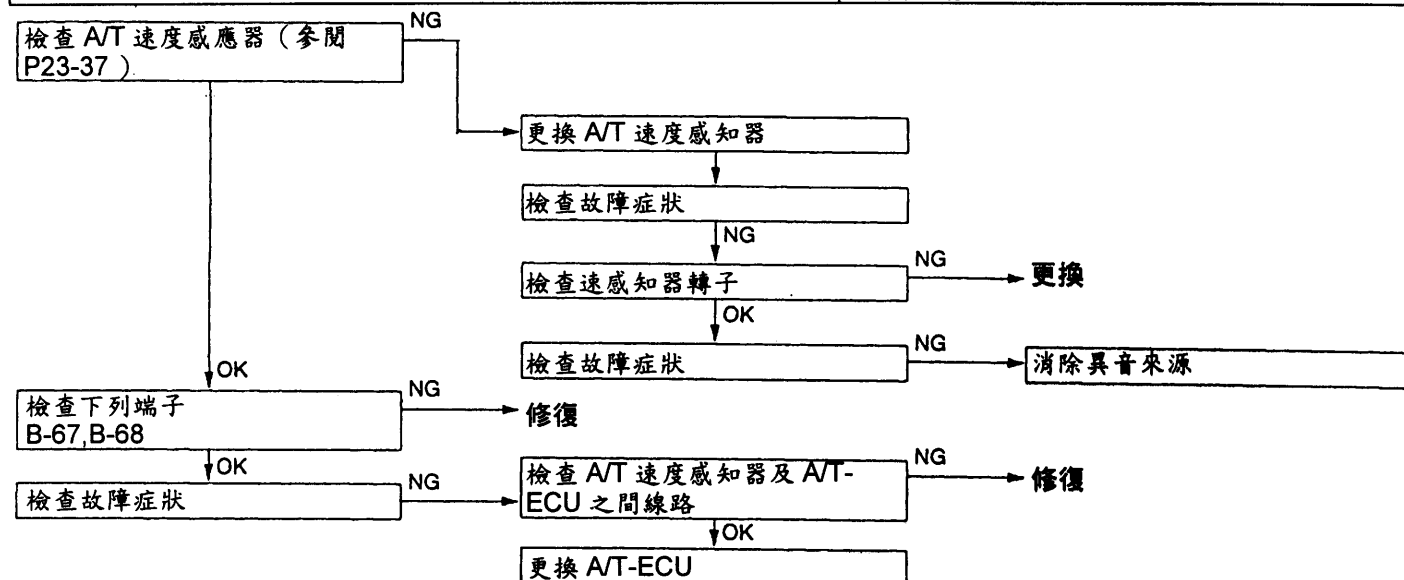 檢查 A/T 速度感應器（參閱
P23-37 ）
NG
更換 A/T 速度感知器
檢查故障症狀
NG
檢查速感知器轉子
NG
更換
OK
檢查故障症狀
NG
消除異音來源
OK
檢查下列端子
B-67,B-68
NG
修復
OK
檢查故障症狀
NG
檢查 A/T 速度感知器及 A/T-
ECU 之間線路
NG
修復
OK
更換 A/T-ECU